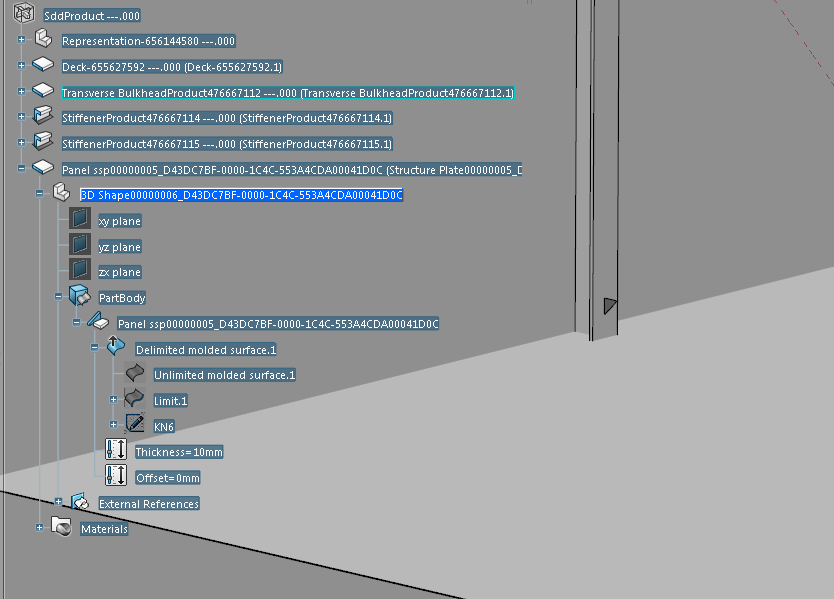 SddProduct ---.000
Representation-656144580 ---.000
Deck-655627592 ---.000 (Deck-655627592.1)
Transverse BulkheadProduct476667112 ---.000 (Transverse BulkheadProduct476667112.1)
StiffenerProduct476667114 ---.000 (StiffenerProduct476667114.1)
StiffenerProduct476667115 ---.000 (StiffenerProduct476667115.1)
Panel ssp00000005_D43DC7BF-0000-1C4C-553A4CDA00041D0C (Structure Plate00000005_D
3D Shape00000006_D43DC7BF-0000-1C4C-553A4CDA00041D0C
xy plane
yz plane
zx plane
PartBody
Panel ssp00000005_D43DC7BF-0000-1C4C-553A4CDA00041D0C
Delimited molded surface.1
Unlimited molded surface.1
Limit.1
KN6
Thickness=10mm
Offset=0mm
External References
Materials